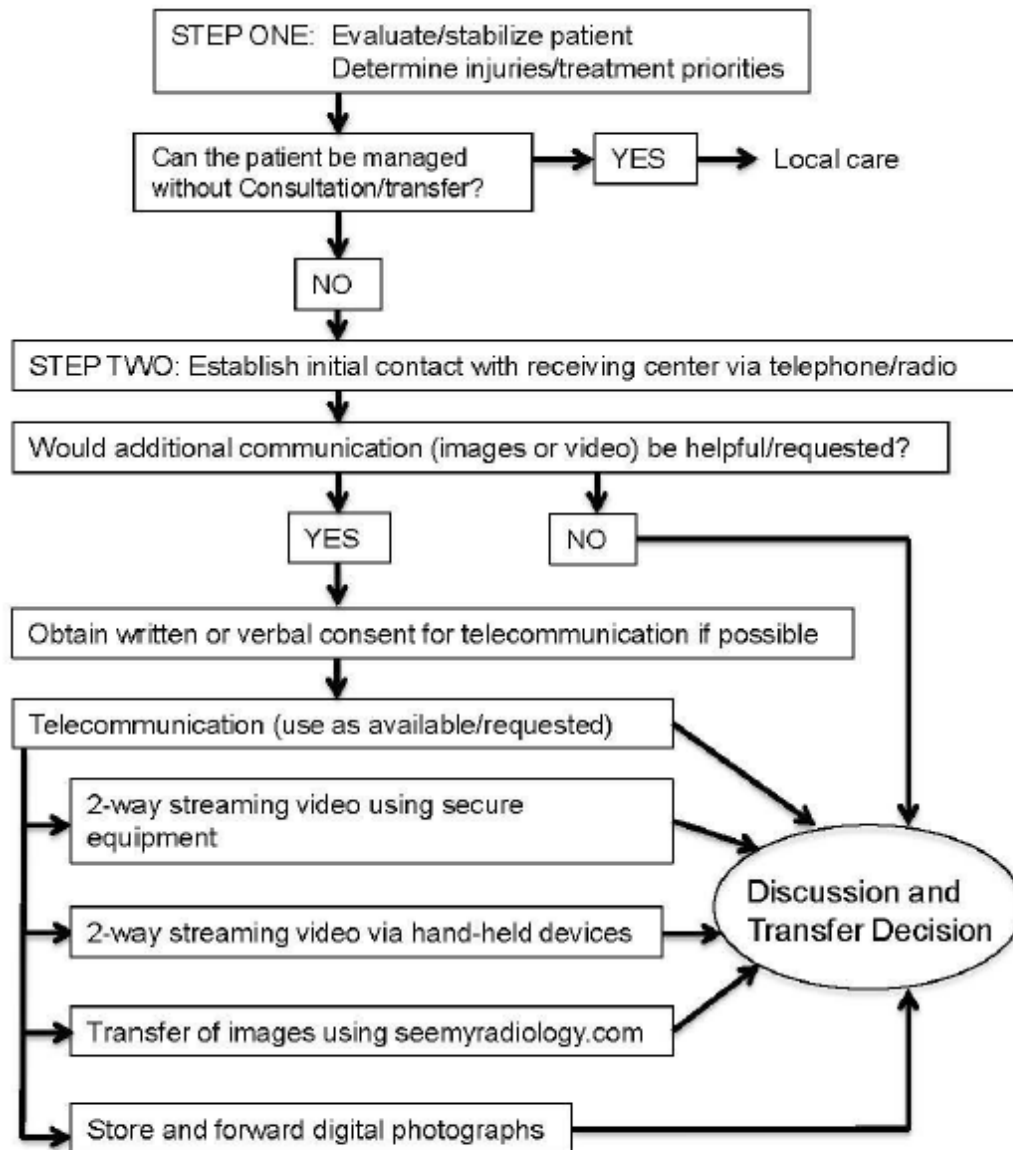 STEP ONE: Evaluate/stabilize patient
Determine injuries/treatment priorities
Can the patient be managed
without Consultation/transfer?
YES
Local care
NO
STEP TWO: Establish initial contact with receiving center via telephone/radio
Would additional communication (images or video) be helpful/requested?
YES
NO
Obtain written or verbal consent for telecommunication if possible
Telecommunication (use as available/requested)
2-way streaming video using secure
equipment
2-way streaming video via hand-held devices
Transfer of images using seemyradiology.com
Store and forward digital photographs
Discussion and
Transfer Decision